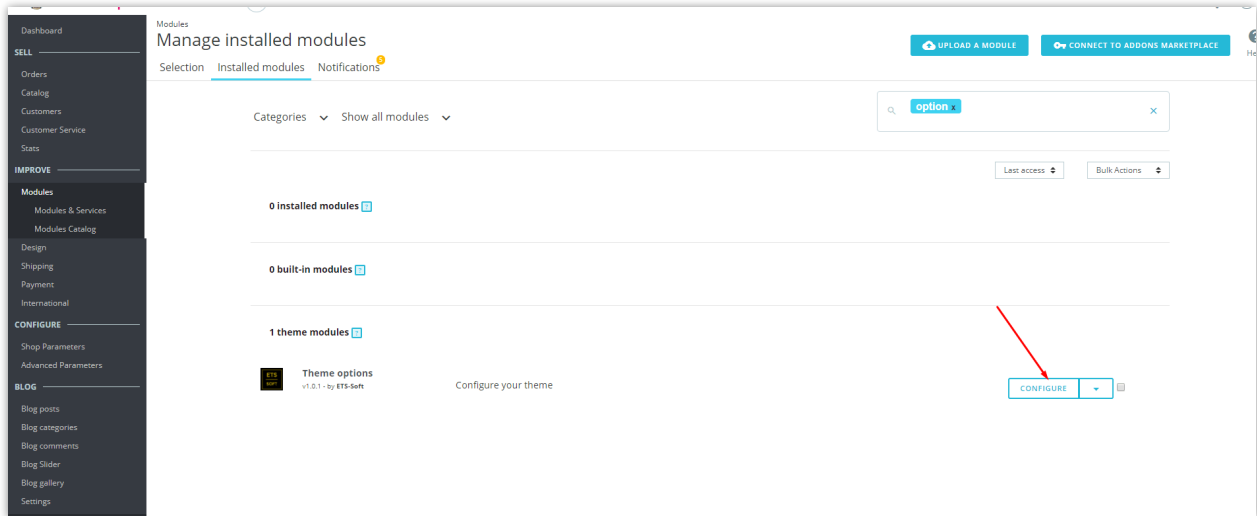 Dashboard
SELL
Orders
Catalog
Customers
Customer Service
Stats
IMPROVE
Modules
Modules & Services
Modules Catalog
Design
Shipping
Payment
International
CONFIGURE
Shop Parameters
Advanced Parameters
BLOG
Blog posts
Blog categories
Blog comments
Blog Slider
Blog gallery
Settings
Modules
Manage installed modules
UPLOAD A MODULE
CONNECT TO ADDONS MARKETPLACE
Selection Installed modules Notifications 5
Categories Show all modules
option x
Last access Bulk Actions
0 installed modules ?
0 built-in modules ?
1 theme modules ?
ETS
SOFT
Theme options
v1.0.1 - by ETS-Soft
Configure your theme
CONFIGURE